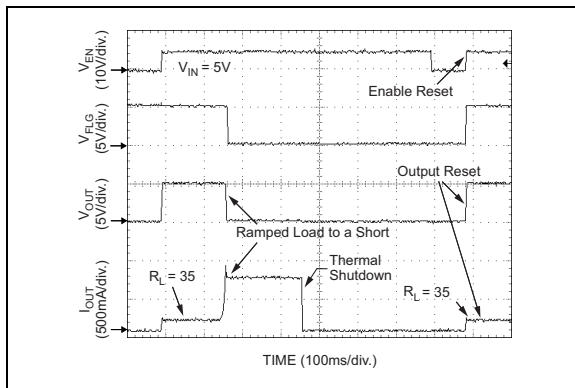 V_EN
(10V/div.)
V_IN = 5V
Enable Reset
V_FLG
(5V/div.)
Output Reset
V_OUT
(5V/div.)
Ramped Load to a Short
Thermal
Shutdown
R_L = 35
R_L = 35
I_OUT
(500mA/div.)
TIME (100ms/div.)